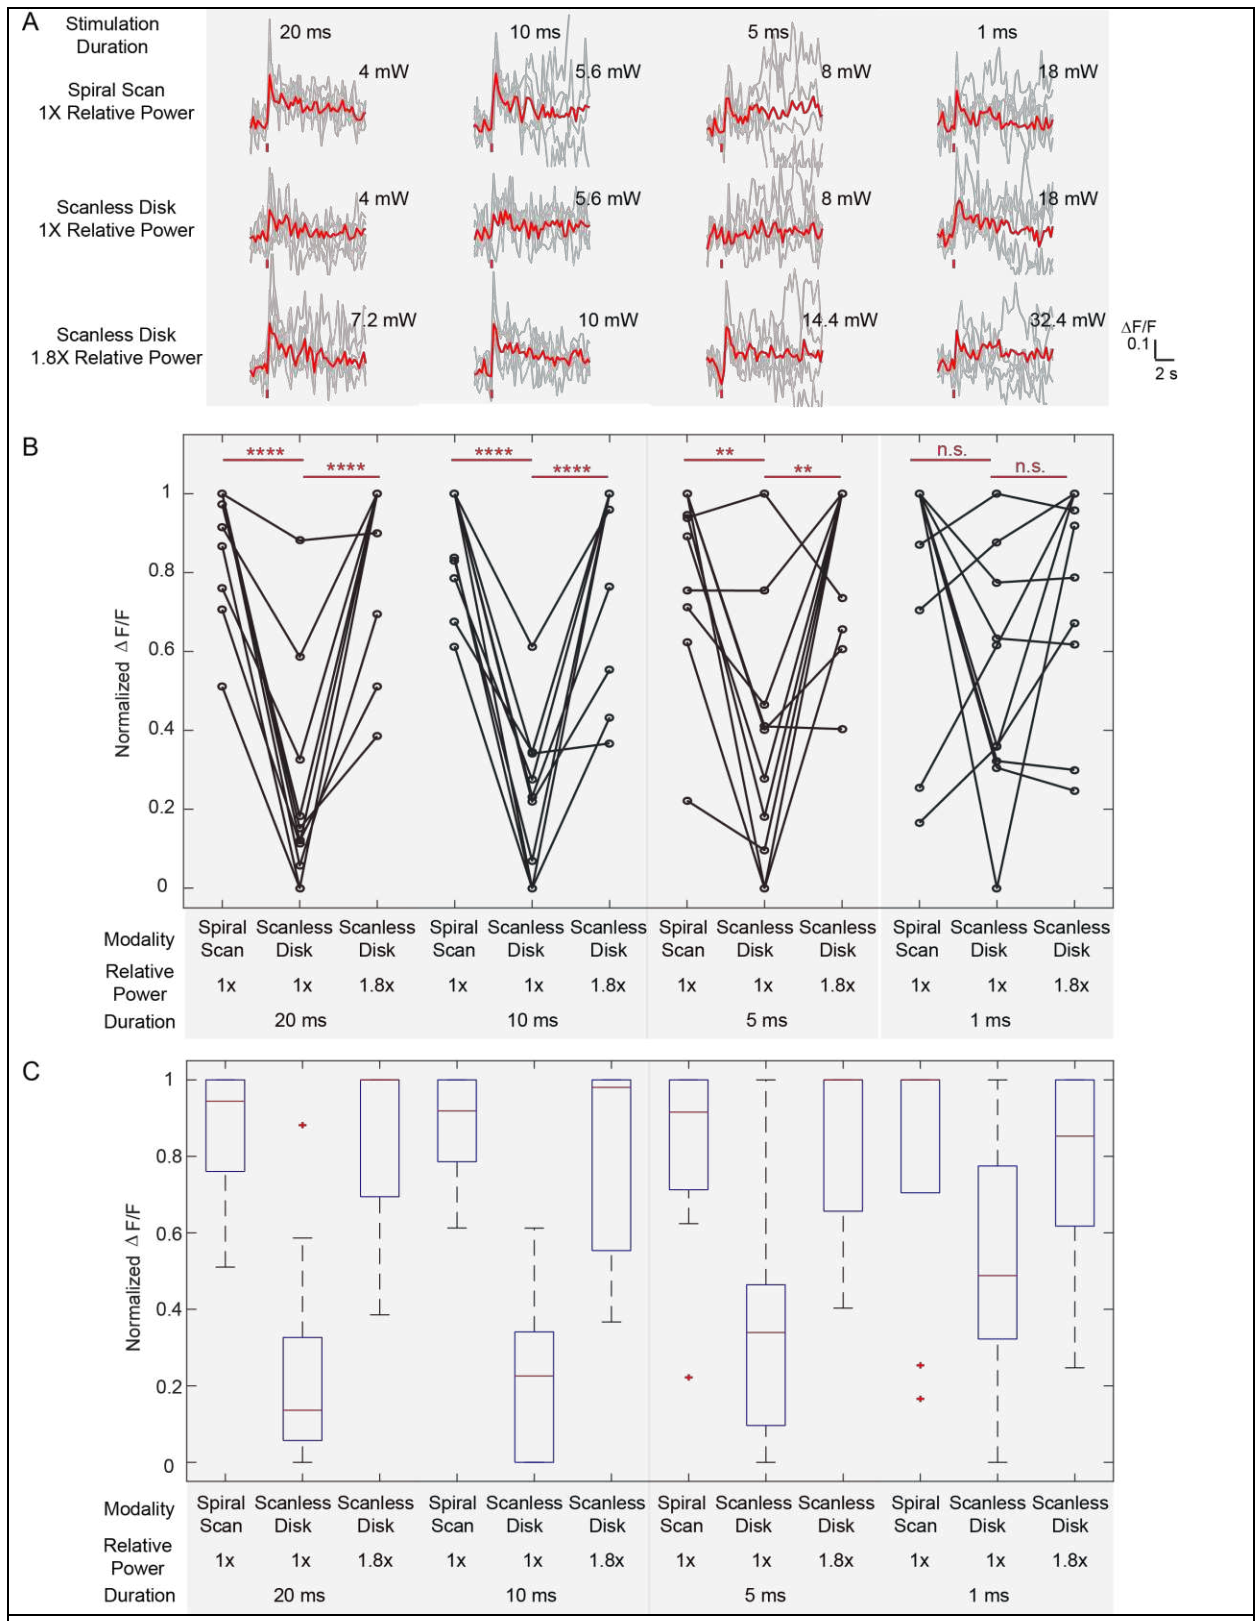 A
Stimulation
Duration
20 ms
10 ms
5 ms
1 ms
Spiral Scan
1X Relative Power
4 mW
5.6 mW
8 mW
18 mW
Scanless Disk
1X Relative Power
4 mW
5.6 mW
8 mW
18 mW
Scanless Disk
1.8X Relative Power
7.2 mW
10 mW
14.4 mW
32.4 mW
ΔF/F
0.1
2 s
B
****
****
****
****
**
**
n.s.
n.s.
1
0.8
0.6
0.4
0.2
0
Normalized Δ F/F
Modality
Spiral Scanless Scanless Spiral Scanless Scanless Spiral Scanless Scanless Spiral Scanless Scanless
Scan Disk Disk Scan Disk Disk Scan Disk Disk Scan Disk Disk
Relative
Power
1x 1x 1.8x 1x 1x 1.8x 1x 1x 1.8x 1x 1x 1.8x
Duration 20 ms 10 ms 5 ms 1 ms
C
1
0.8
0.6
0.4
0.2
0
Normalized Δ F/F
Modality
Spiral Scanless Scanless Spiral Scanless Scanless Spiral Scanless Scanless Spiral Scanless Scanless
Scan Disk Disk Scan Disk Disk Scan Disk Disk Scan Disk Disk
Relative
Power
1x 1x 1.8x 1x 1x 1.8x 1x 1x 1.8x 1x 1x 1.8x
Duration 20 ms 10 ms 5 ms 1 ms